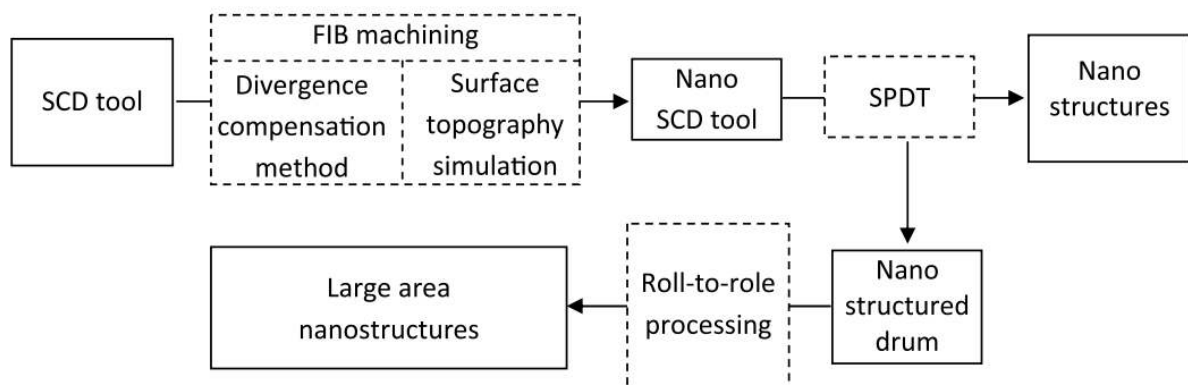 SCD tool
FIB machining
Divergence
compensation
method
Surface
topography
simulation
Nano
SCD tool
SPDT
Nano
structures
Large area
nanostructures
Roll-to-role
processing
Nano
structured
drum